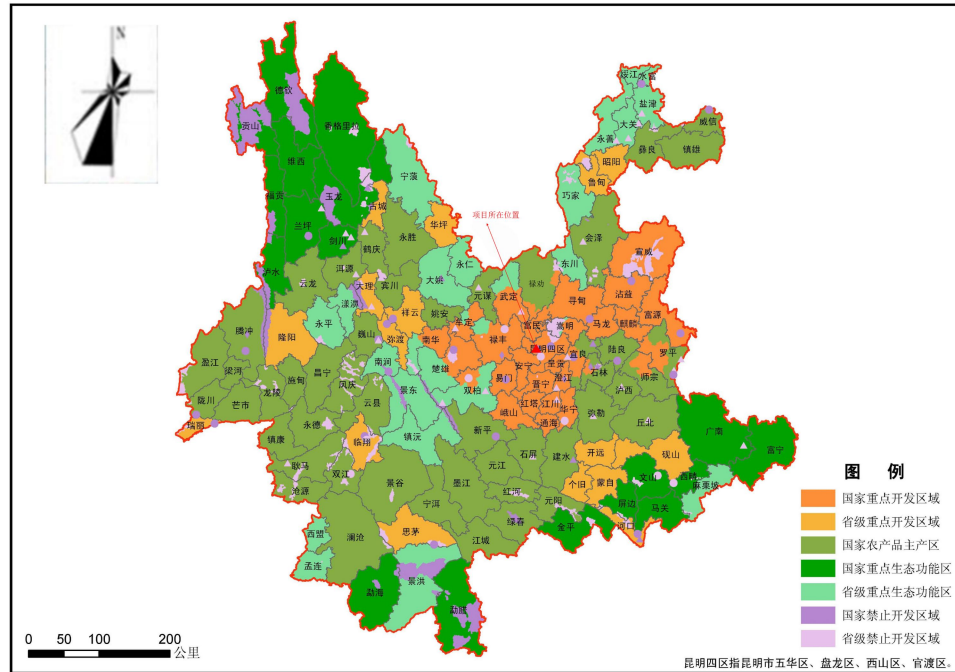 N
德钦
贡山
香格里拉
维西
福贡
玉龙
兰坪
剑川
泸水
宁蒗
古城
华坪
永胜
鹤庆
洱源
云龙
大理
宾川
漾濞
永平
巍山
祥云
弥渡
南涧
绥江
水富
盐津
永善
大关
威信
镇雄
彝良
昭阳
鲁甸
巧家
会泽
东川
宣威
项目所在位置
永仁
大姚
元谋
武定
禄劝
寻甸
沾益
富源
姚安
牟定
南华
禄丰
富民
嵩明
马龙
麒麟
昆明四区
宜良
陆良
罗平
楚雄
双柏
易门
安宁
呈贡
晋宁
澄江
石林
师宗
泸西
红塔
江川
华宁
通海
峨山
弥勒
丘北
腾冲
隆阳
盈江
梁河
陇川
芒市
瑞丽
龙陵
施甸
昌宁
凤庆
云县
景东
镇沅
新平
永德
镇康
临翔
耿马
双江
沧源
景谷
宁洱
墨江
元江
石屏
建水
开远
砚山
广南
富宁
个旧
蒙自
文山
西畴
麻栗坡
马关
屏边
河口
金平
元阳
红河
绿春
江城
澜沧
西盟
孟连
思茅
勐海
景洪
勐腊
图 例
国家重点开发区域
省级重点开发区域
国家农产品主产区
国家重点生态功能区
省级重点生态功能区
国家禁止开发区域
省级禁止开发区域
0 50 100 200
公里
昆明四区指昆明市五华区、盘龙区、西山区、官渡区。